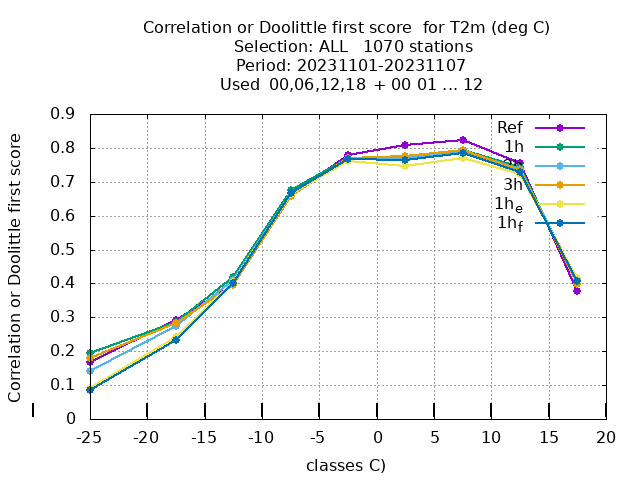 Correlation or Doolittle first score  for T2m (deg C)
Selection: ALL   1070 stations
Period: 20231101-20231107
Used 00,06,12,18 + 00 01 ... 12
Correlation or Doolittle first score
0.9
0.8
0.7
0.6
0.5
0.4
0.3
0.2
0.1
0
Ref
1h
3h
1h_e
1h_f
-25 -20 -15 -10 -5 0 5 10 15 20
classes C)